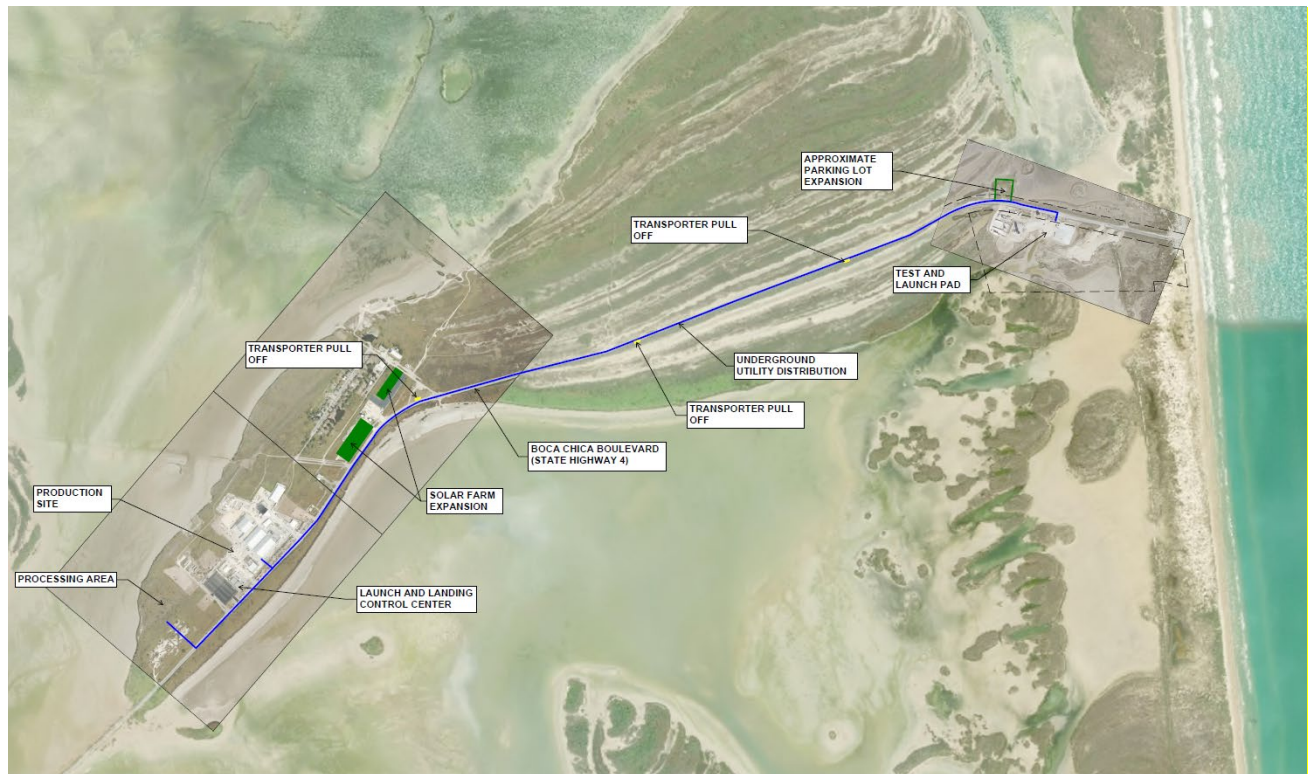 APPROXIMATE
PARKING LOT
EXPANSION
TRANSPORTER PULL
OFF
TEST AND
LAUNCH PAD
TRANSPORTER PULL
OFF
UNDERGROUND
UTILITY DISTRIBUTION
TRANSPORTER PULL
OFF
BOCA CHICA BOULEVARD
(STATE HIGHWAY 4)
PRODUCTION
SITE
SOLAR FARM
EXPANSION
PROCESSING AREA
LAUNCH AND LANDING
CONTROL CENTER